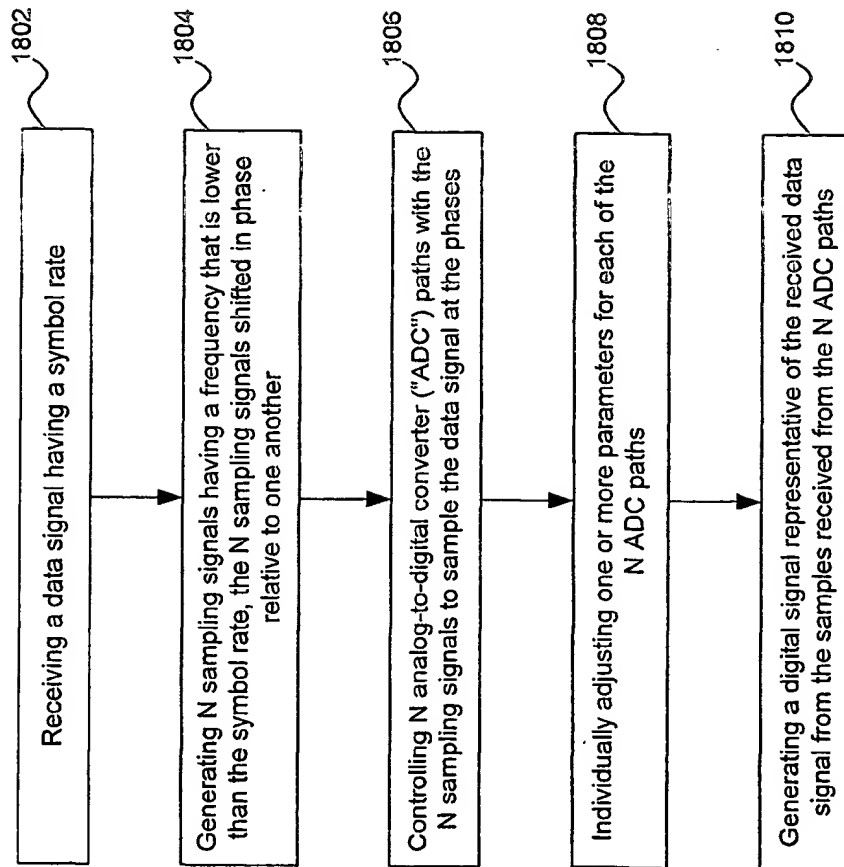 1802
Receiving a data signal having a symbol rate
1804
Generating N sampling signals having a frequency that is lower
than the symbol rate, the N sampling signals shifted in phase
relative to one another
1806
Controlling N analog-to-digital converter ("ADC") paths with the
N sampling signals to sample the data signal at the phases
1808
Individually adjusting one or more parameters for each of the
N ADC paths
1810
Generating a digital signal representative of the received data
signal from the samples received from the N ADC paths